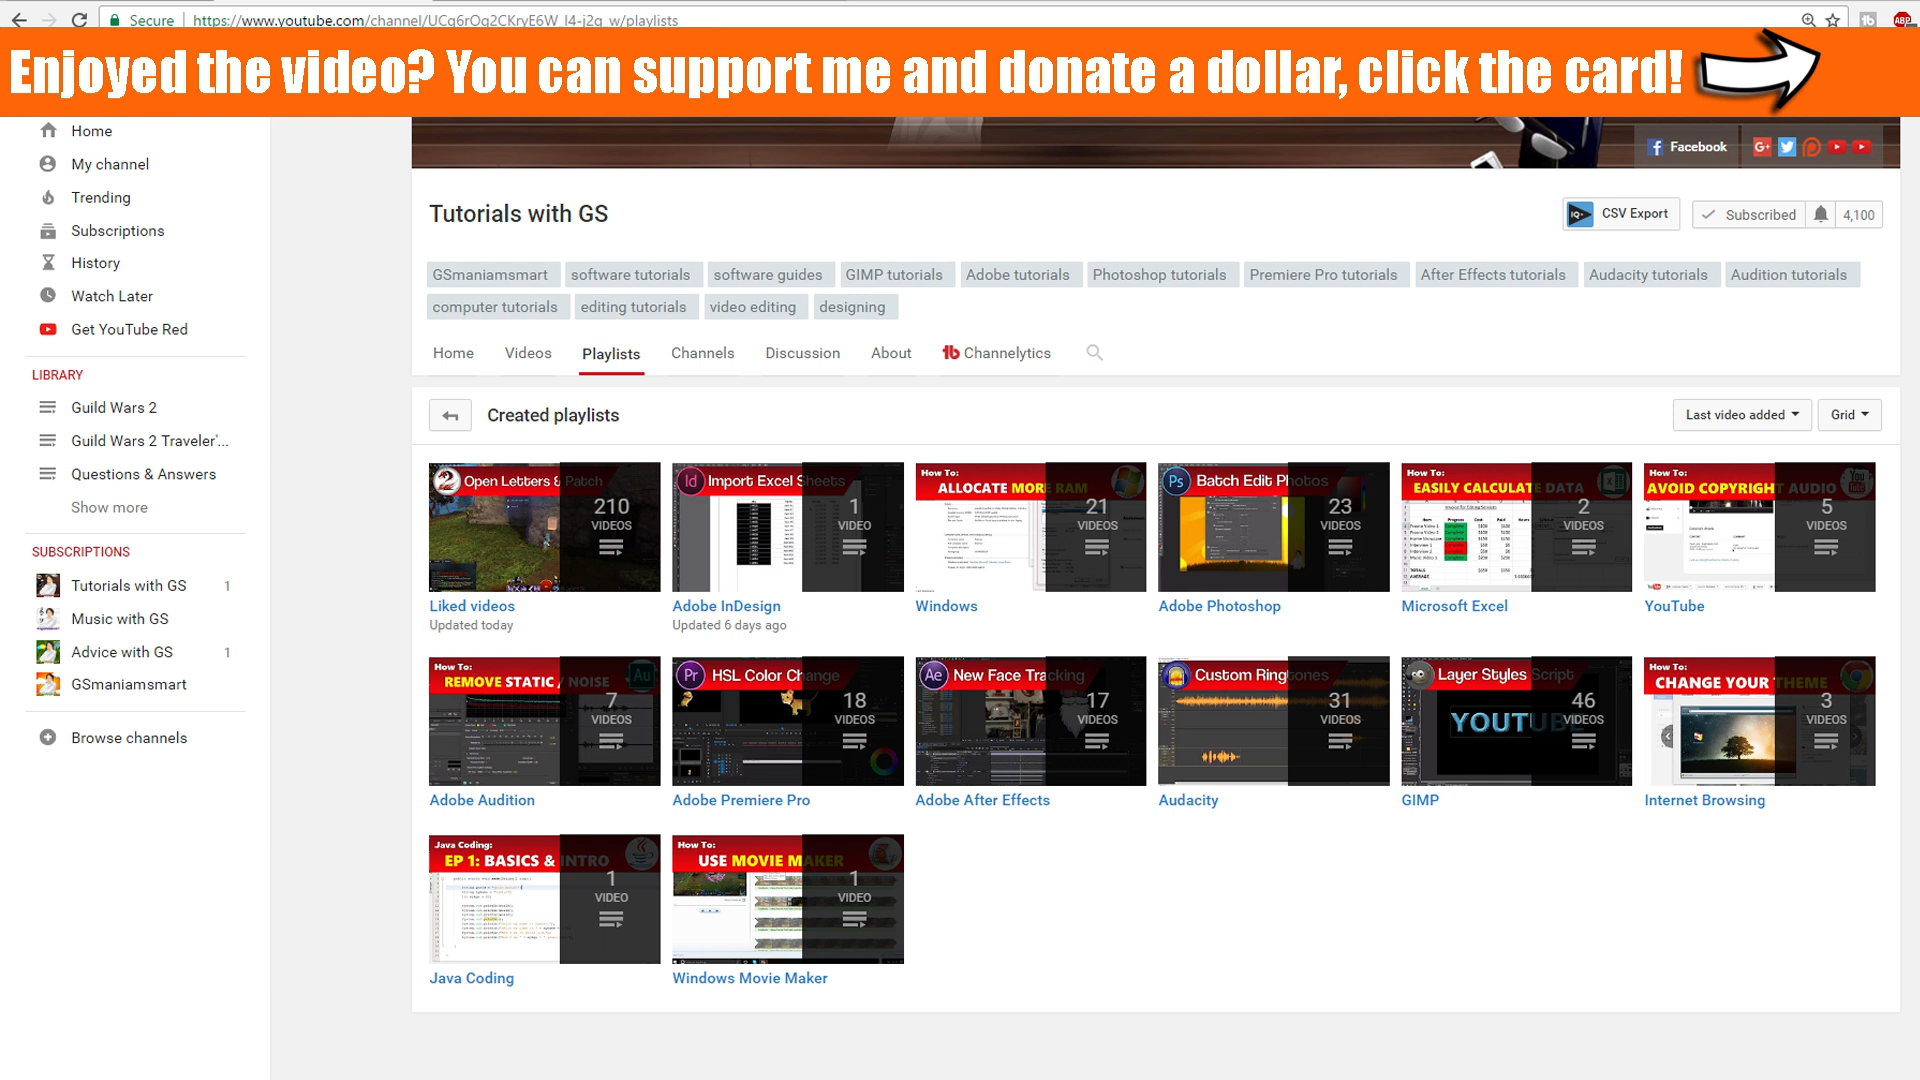 Secure https://www.youtube.com/channel/UCg6rOg2CKryE6W_l4-j2g_w/playlists
Enjoyed the video? You can support me and donate a dollar, click the card!
Home
My channel
Trending
Subscriptions
History
Watch Later
Get YouTube Red
LIBRARY
Guild Wars 2
Guild Wars 2 Traveler'...
Questions & Answers
Show more
SUBSCRIPTIONS
Tutorials with GS 1
Music with GS
Advice with GS 1
GSmaniamsmart
Browse channels
Facebook
Tutorials with GS
CSV Export
Subscribed 4,100
GSmaniamsmart software tutorials software guides GIMP tutorials Adobe tutorials Photoshop tutorials Premiere Pro tutorials After Effects tutorials Audacity tutorials Audition tutorials
computer tutorials editing tutorials video editing designing
Home Videos Playlists Channels Discussion About Channelytics
Created playlists
Last video added Grid
Open Letters & Patch
210
VIDEOS
Liked videos
Updated today
Id Import Excel Sheets
1
VIDEO
Adobe InDesign
Updated 6 days ago
How To:
ALLOCATE MORE RAM
21
VIDEOS
Windows
Ps Batch Edit Photos
23
VIDEOS
Adobe Photoshop
How To:
EASILY CALCULATE DATA
2
VIDEOS
Microsoft Excel
How To:
AVOID COPYRIGHT AUDIO
5
VIDEOS
YouTube
How To:
REMOVE STATIC / NOISE
Au
7
VIDEOS
Adobe Audition
Pr HSL Color Change
18
VIDEOS
Adobe Premiere Pro
Ae New Face Tracking
17
VIDEOS
Adobe After Effects
Custom Ringtones
31
VIDEOS
Audacity
Layer Styles Script
YOUTUBE
46
VIDEOS
GIMP
How To:
CHANGE YOUR THEME
3
VIDEOS
Internet Browsing
Java Coding:
EP 1: BASICS & INTRO
1
VIDEO
Java Coding
How To:
USE MOVIE MAKER
1
VIDEO
Windows Movie Maker